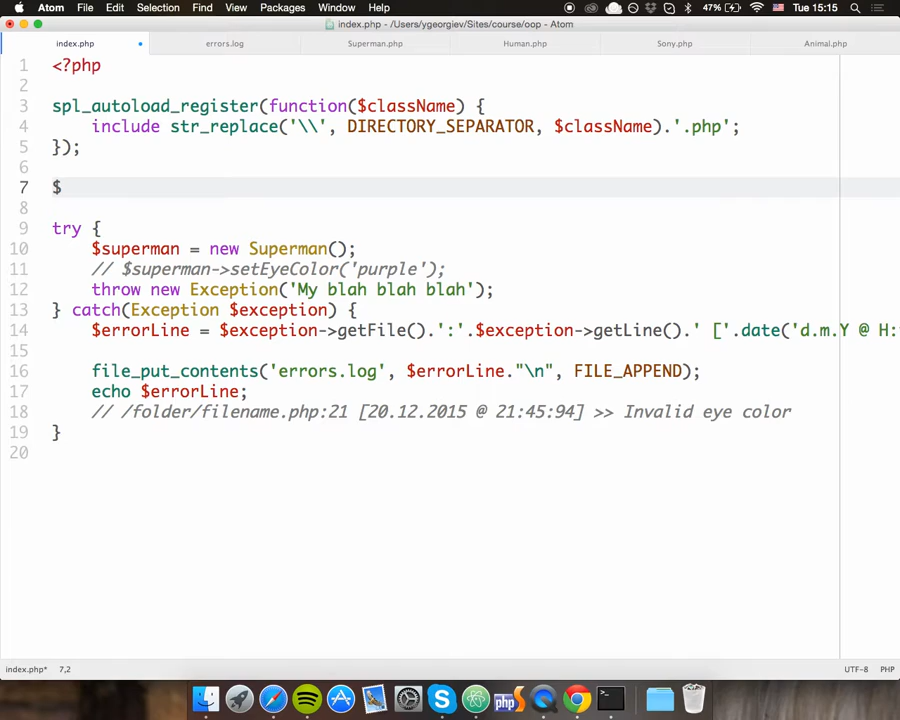 Atom File Edit Selection Find View Packages Window Help 47% Tue 15:15
index.php - /Users/ygeorgiev/Sites/course/oop - Atom
index.php errors.log Superman.php Human.php Sony.php Animal.php
1 <?php
2
3 spl_autoload_register(function($className) {
4 include str_replace('\\', DIRECTORY_SEPARATOR, $className).'.php';
5 });
6
7 $
8
9 try {
10 $superman = new Superman();
11 // $superman->setEyeColor('purple');
12 throw new Exception('My blah blah blah');
13 } catch(Exception $exception) {
14 $errorLine = $exception->getFile().':'.$exception->getLine().' ['.date('d.m.Y @ H:
15
16 file_put_contents('errors.log', $errorLine."\n", FILE_APPEND);
17 echo $errorLine;
18 // /folder/filename.php:21 [20.12.2015 @ 21:45:94] >> Invalid eye color
19 }
20
index.php* 7,2 UTF-8 PHP
php